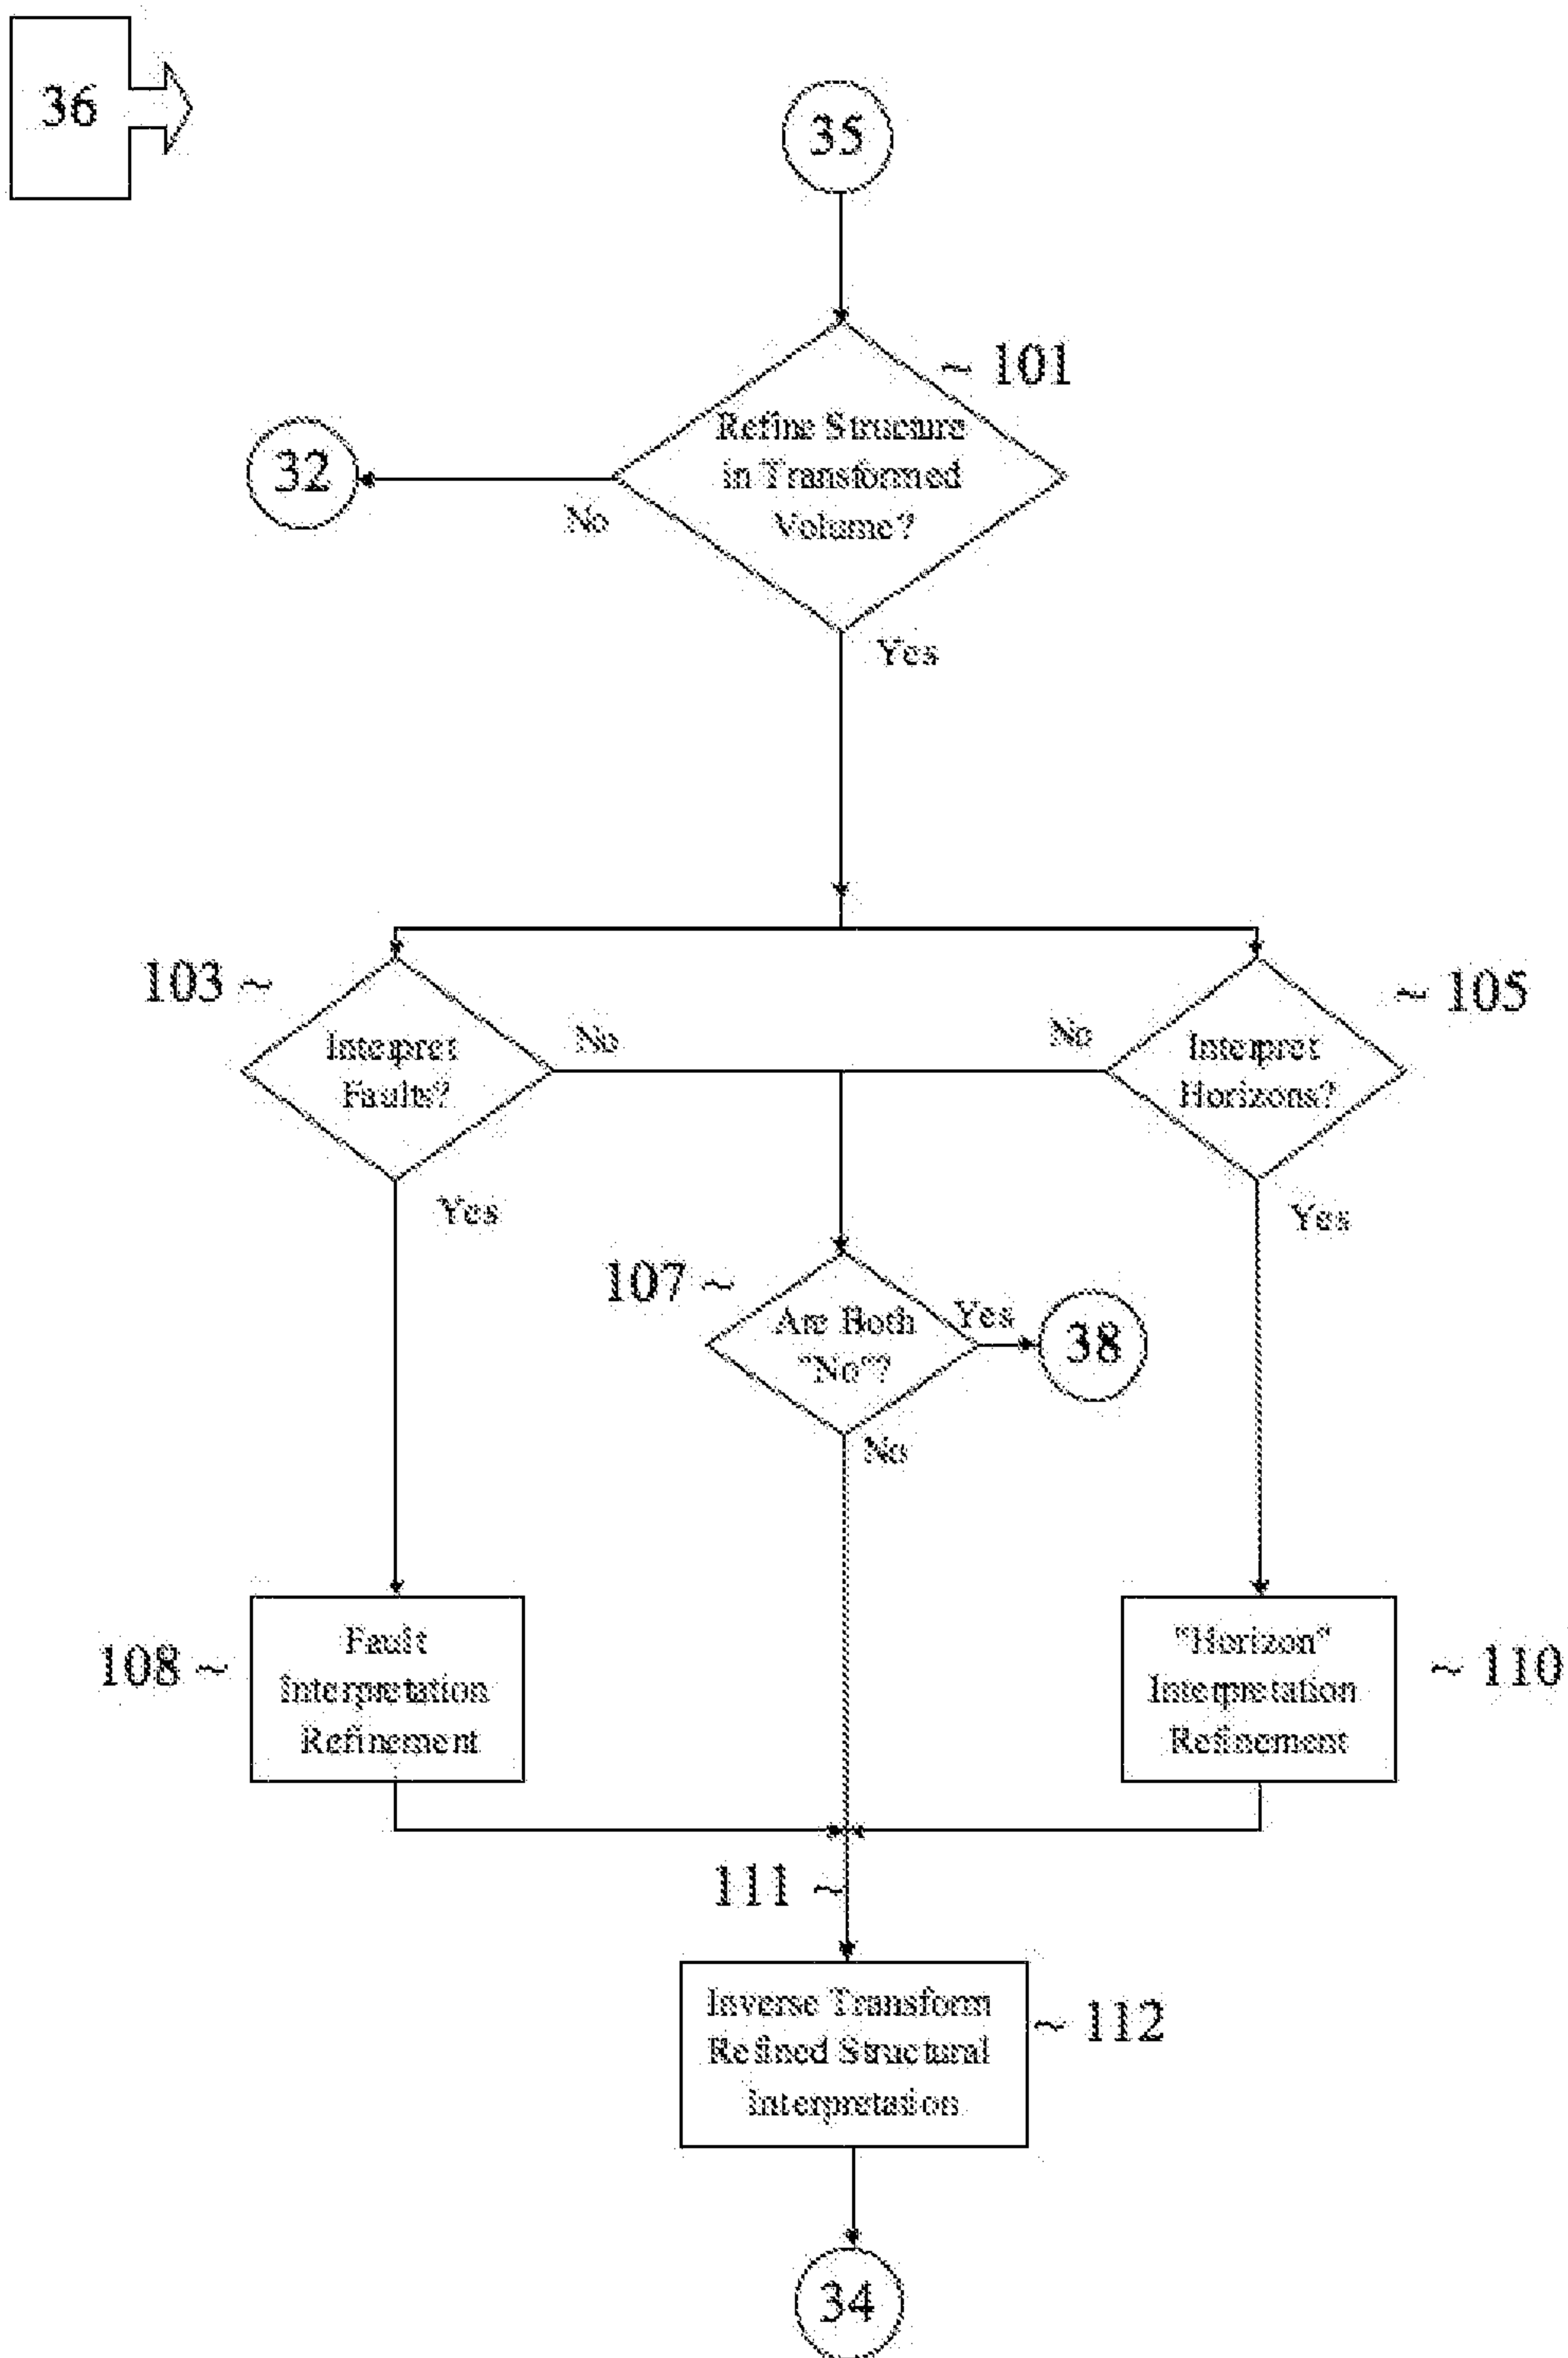 36
35
~ 101
Refine Structure
in Transformed
Volume?
32
No
Yes
103 ~
~ 105
Interpret
Faults?
No
No
Interpret
Horizons?
Yes
Yes
107 ~
Are Both
"No"?
Yes
38
No
108 ~
Fault
Interpretation
Refinement
"Horizon"
Interpretation
Refinement
~ 110
111 ~
Inverse Transform
Refined Structural
Interpretation
~ 112
34